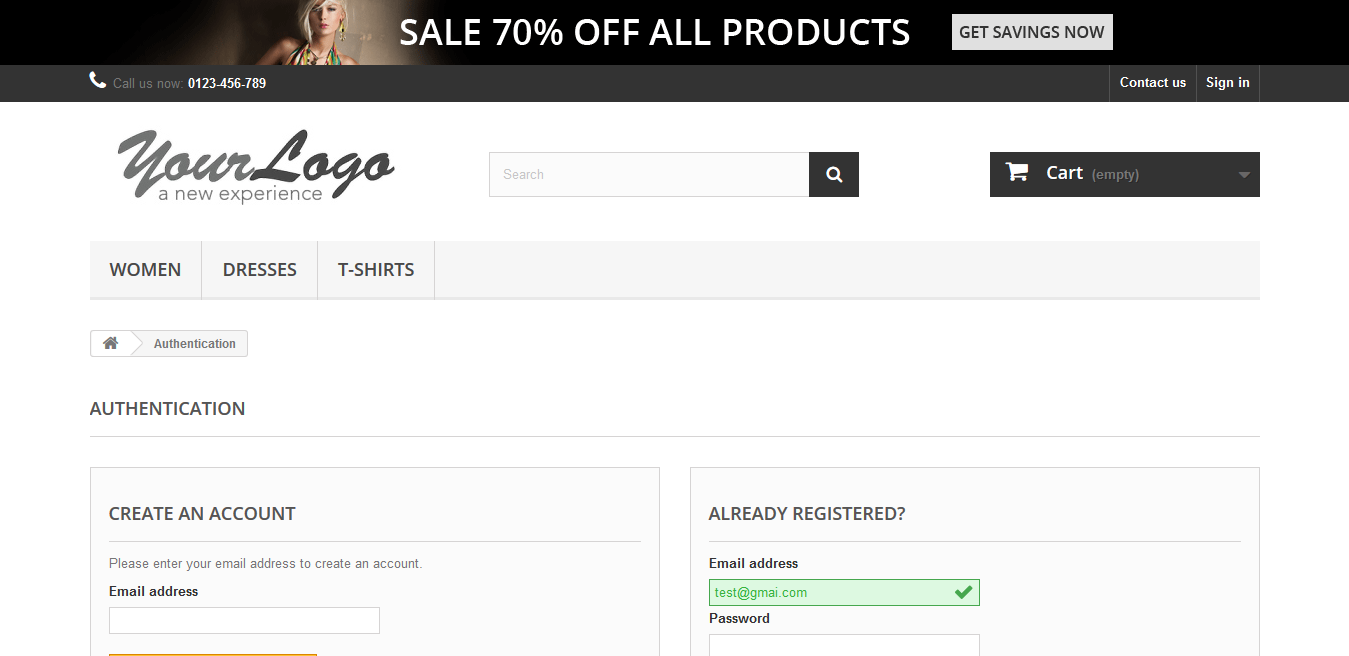 SALE 70% OFF ALL PRODUCTS GET SAVINGS NOW
Call us now: 0123-456-789 Contact us Sign in
YourLogo
a new experience
Search
Cart (empty)
WOMEN DRESSES T-SHIRTS
Authentication
AUTHENTICATION
CREATE AN ACCOUNT
Please enter your email address to create an account.
Email address
ALREADY REGISTERED?
Email address
test@gmai.com
Password